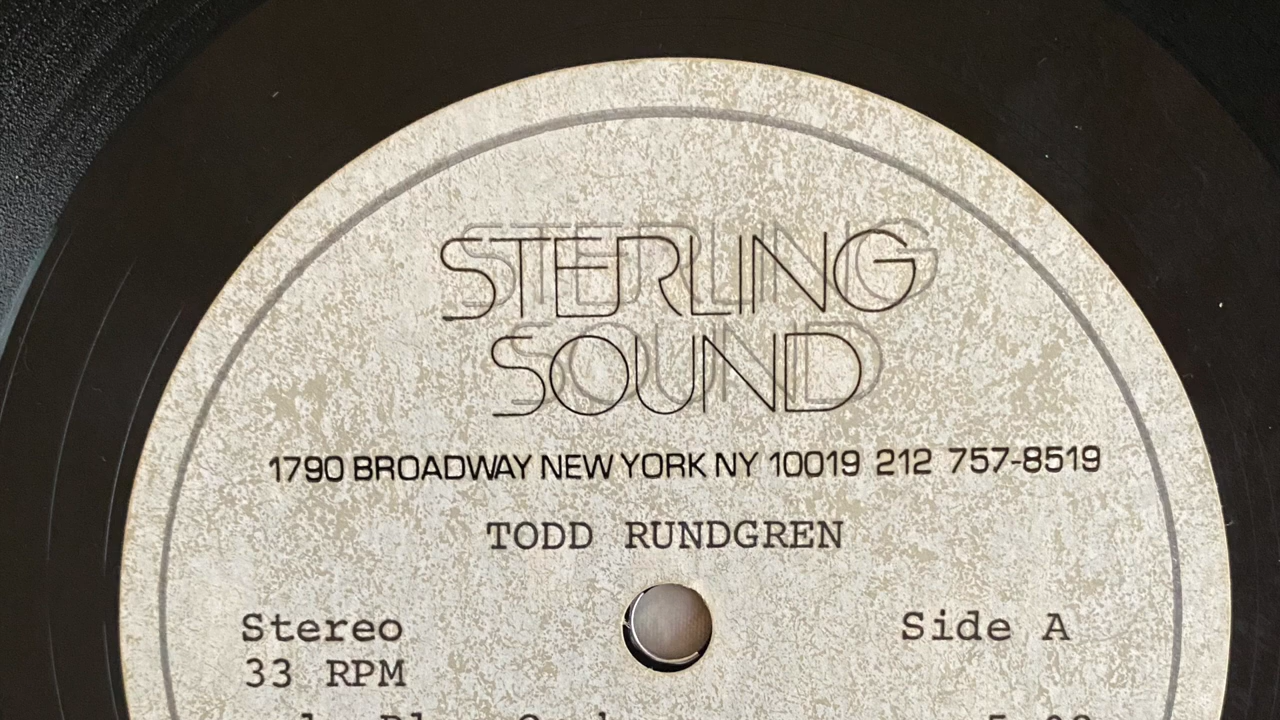 STERLING
SOUND
1790 BROADWAY NEW YORK NY 10019 212 757-8519
TODD RUNDGREN
Stereo
Side A
33 RPM